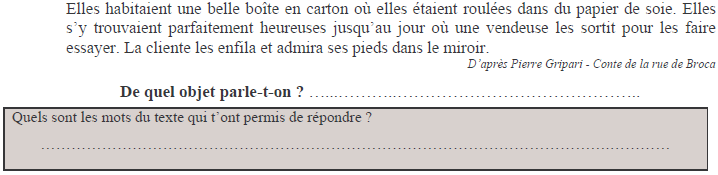 Elles habitaient une belle boîte en carton où elles étaient roulées dans du papier de soie. Elles
s'y trouvaient parfaitement heureuses jusqu'au jour où une vendeuse les sortit pour les faire
essayer. La cliente les enfila et admira ses pieds dans le miroir.
D'après Pierre Gripari - Conte de la rue de Broca
De quel objet parle-t-on ? …...………..…………………………………..
Quels sont les mots du texte qui t'ont permis de répondre ?
……………………………………………………………………………………………………………